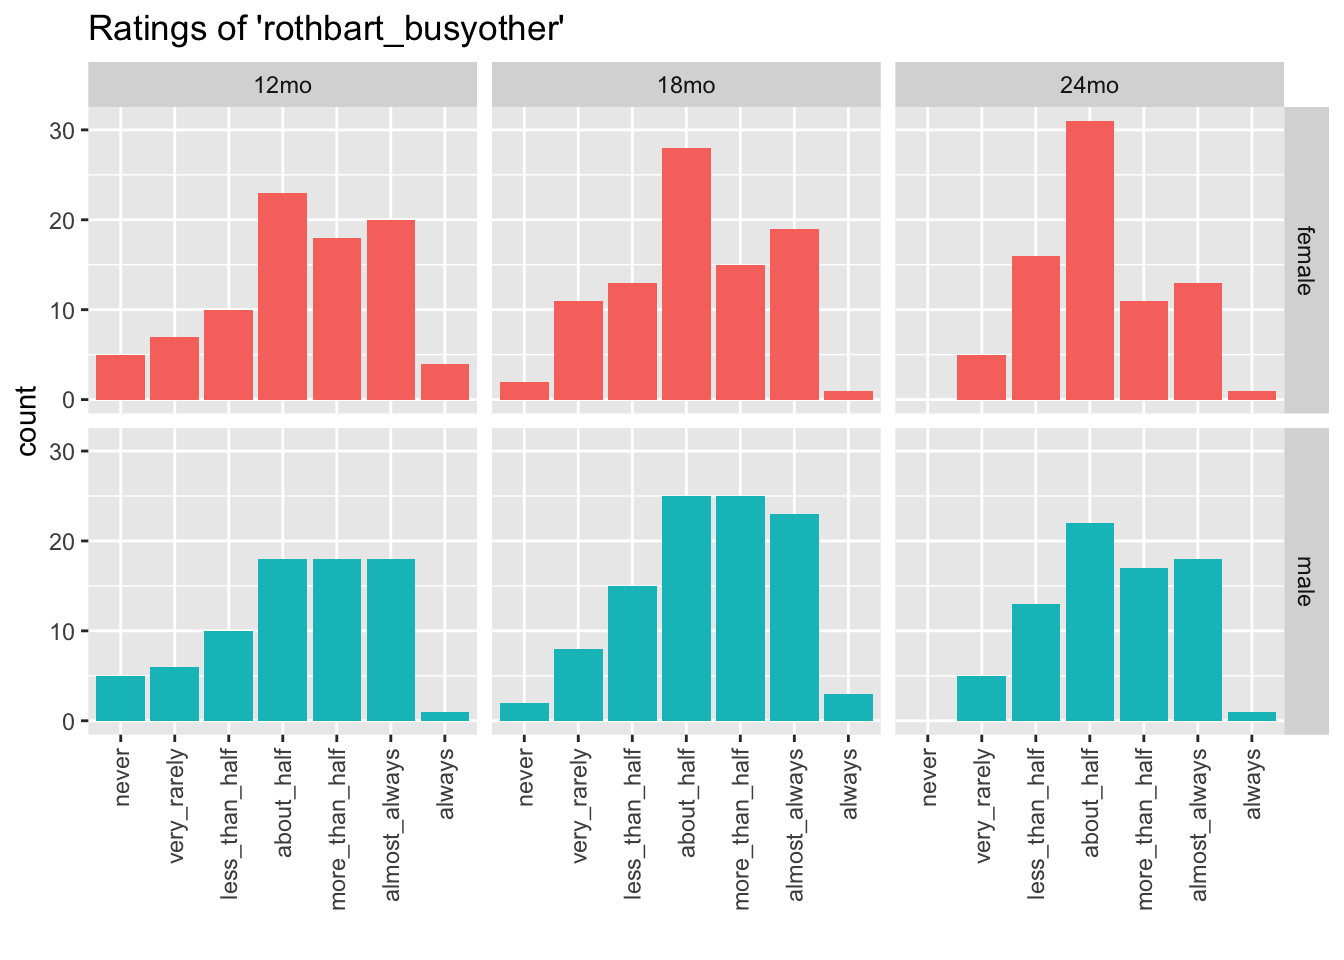 Ratings of 'rothbart_busyother'
12mo
18mo
24mo
30
20
10
0
female
count
30
20
10
0
male
never
very_rarely
less_than_half
about_half
more_than_half
almost_always
always
never
very_rarely
less_than_half
about_half
more_than_half
almost_always
always
never
very_rarely
less_than_half
about_half
more_than_half
almost_always
always